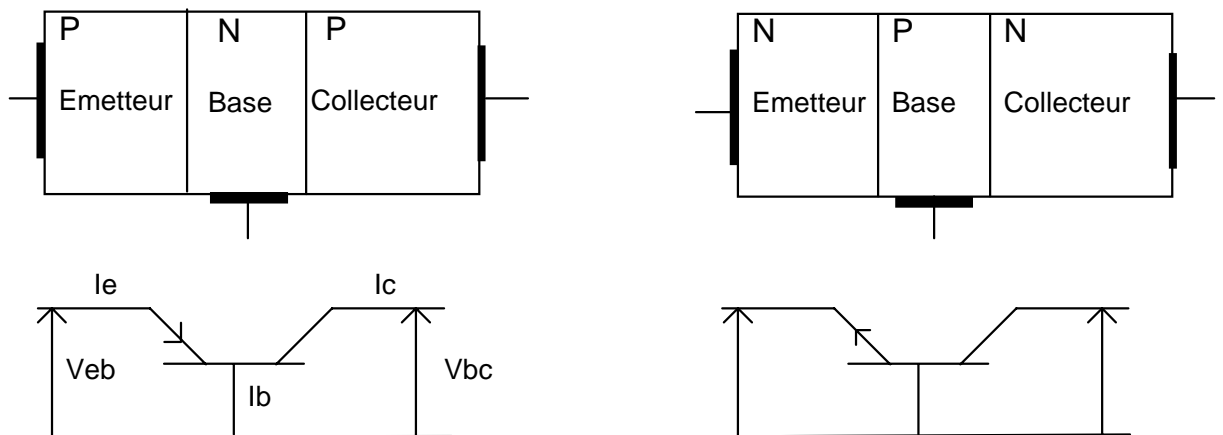 P N P
Emetteur Base Collecteur
N P N
Emetteur Base Collecteur
Ie Ic
Veb Vbc
Ib